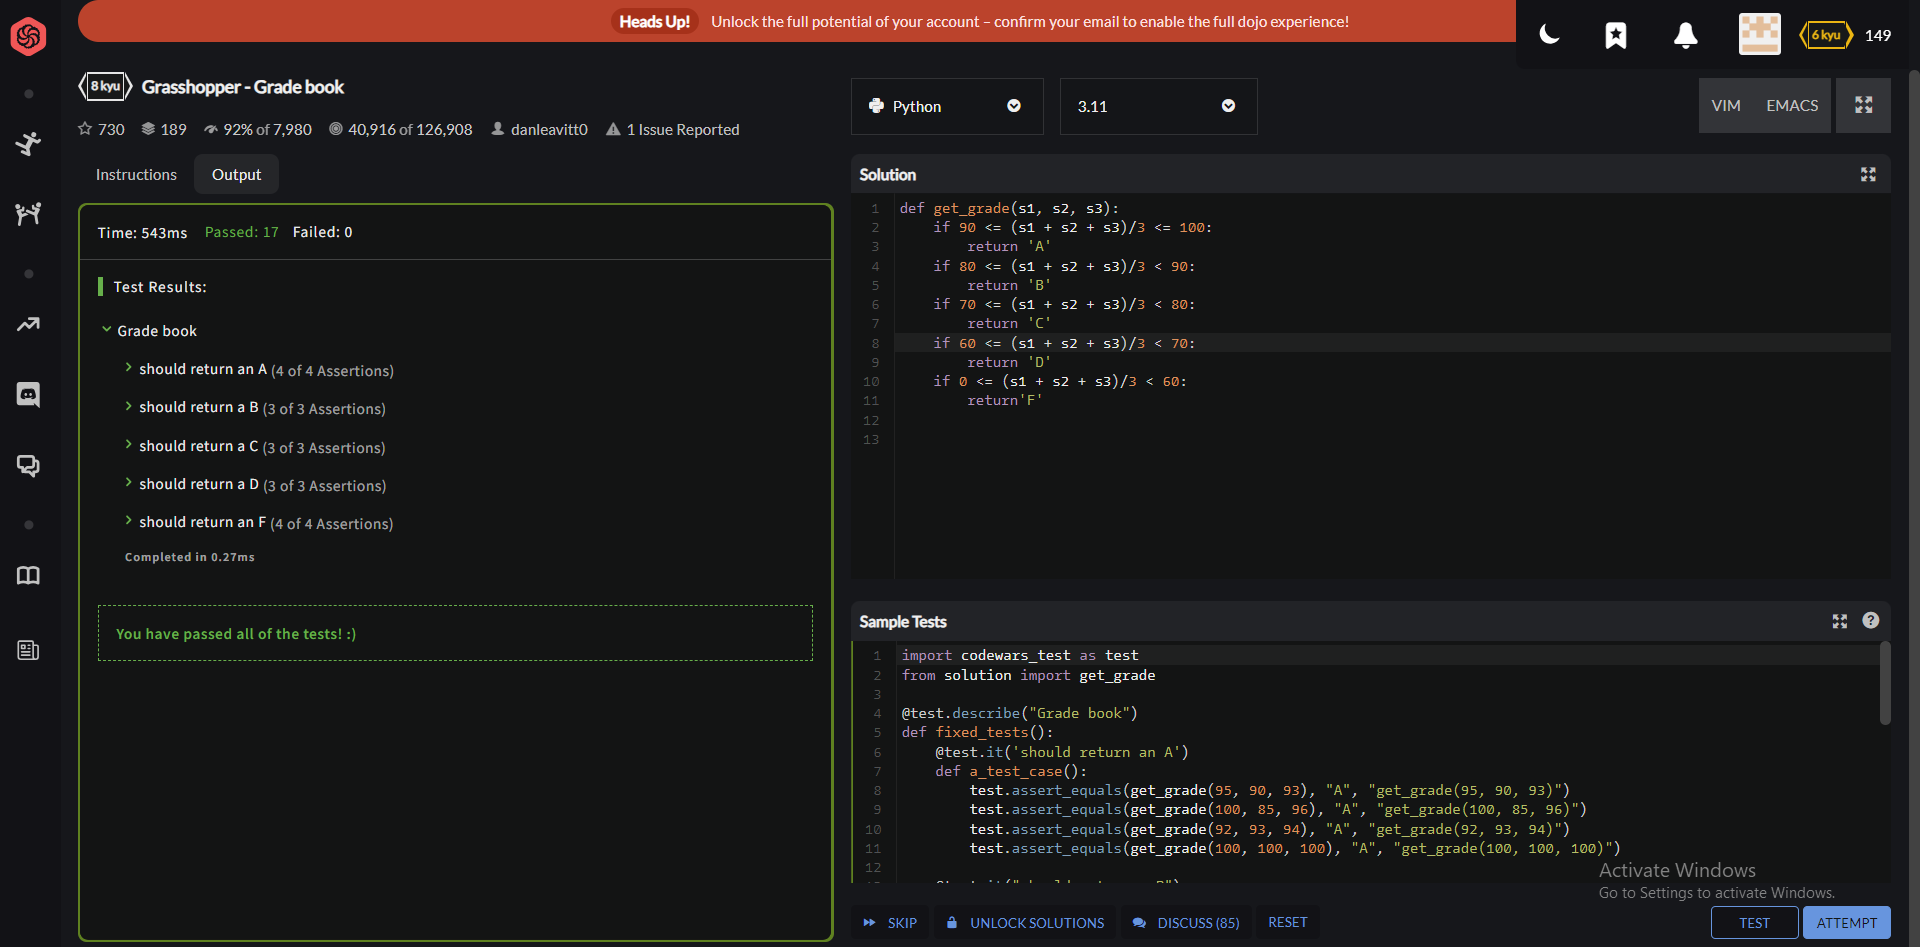 Heads Up! Unlock the full potential of your account – confirm your email to enable the full dojo experience!
6 kyu 149
8 kyu Grasshopper - Grade book
730 189 92% of 7,980 40,916 of 126,908 danleavitt0 1 Issue Reported
Instructions Output
Time: 543ms Passed: 17 Failed: 0
Test Results:
Grade book
should return an A (4 of 4 Assertions)
should return a B (3 of 3 Assertions)
should return a C (3 of 3 Assertions)
should return a D (3 of 3 Assertions)
should return an F (4 of 4 Assertions)
Completed in 0.27ms
You have passed all of the tests! :)
Python 3.11 VIM EMACS
Solution
1 def get_grade(s1, s2, s3):
2     if 90 <= (s1 + s2 + s3)/3 <= 100:
3         return 'A'
4     if 80 <= (s1 + s2 + s3)/3 < 90:
5         return 'B'
6     if 70 <= (s1 + s2 + s3)/3 < 80:
7         return 'C'
8     if 60 <= (s1 + s2 + s3)/3 < 70:
9         return 'D'
10     if 0 <= (s1 + s2 + s3)/3 < 60:
11         return'F'
12
13
Sample Tests ?
1 import codewars_test as test
2 from solution import get_grade
3
4 @test.describe("Grade book")
5 def fixed_tests():
6     @test.it('should return an A')
7     def a_test_case():
8         test.assert_equals(get_grade(95, 90, 93), "A", "get_grade(95, 90, 93)")
9         test.assert_equals(get_grade(100, 85, 96), "A", "get_grade(100, 85, 96)")
10         test.assert_equals(get_grade(92, 93, 94), "A", "get_grade(92, 93, 94)")
11         test.assert_equals(get_grade(100, 100, 100), "A", "get_grade(100, 100, 100)")
12
Activate Windows
Go to Settings to activate Windows.
SKIP UNLOCK SOLUTIONS DISCUSS (85) RESET TEST ATTEMPT